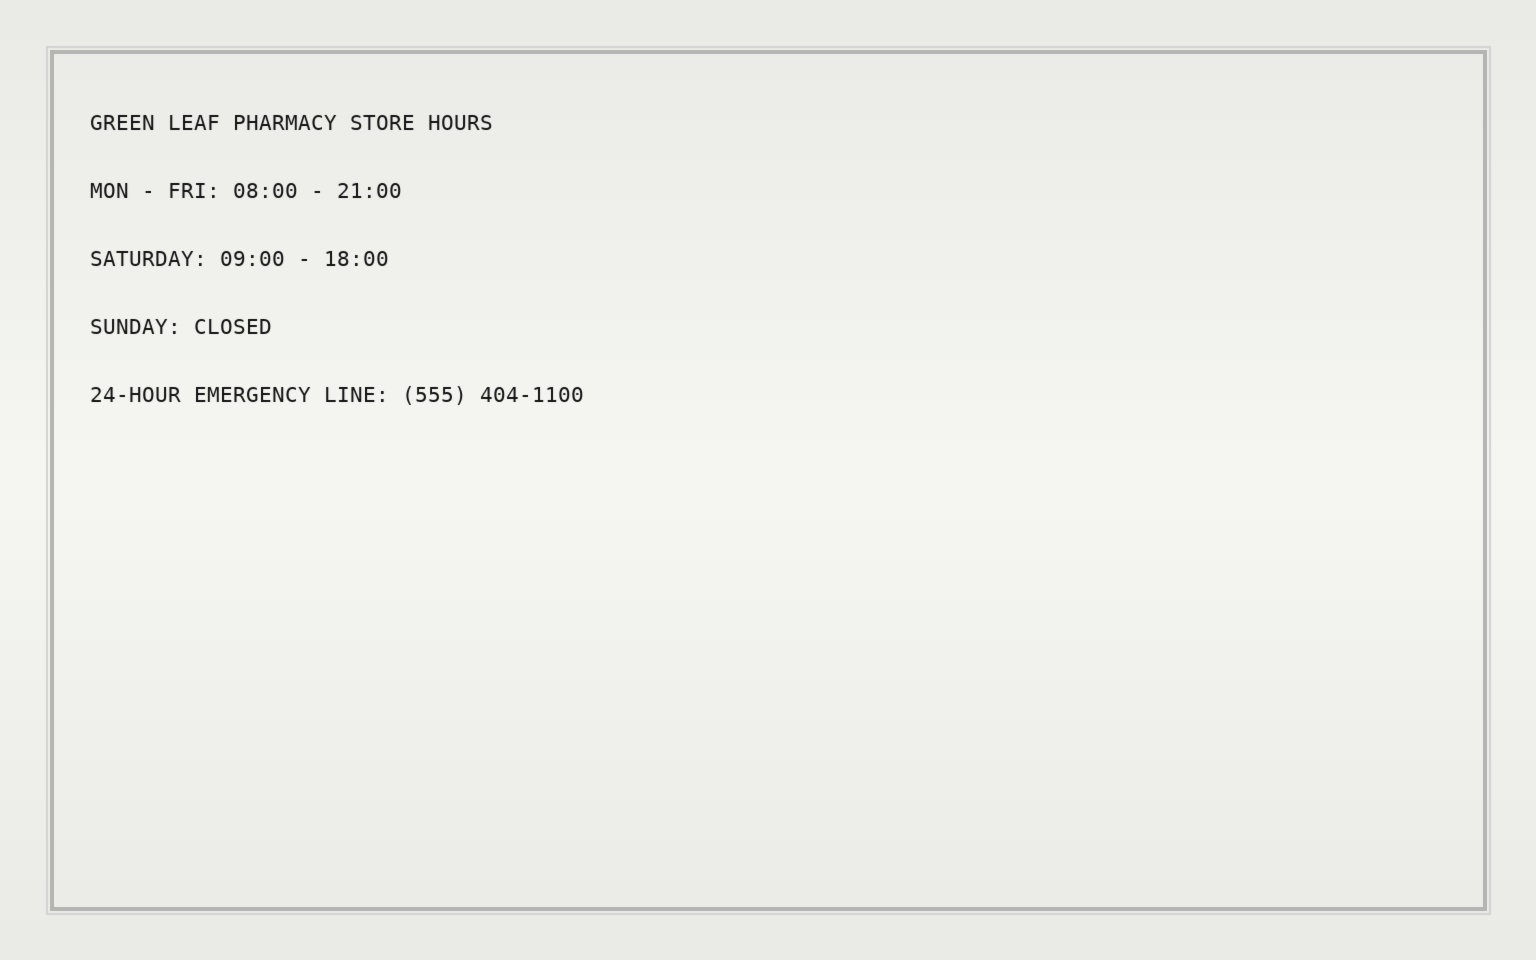 GREEN LEAF PHARMACY STORE HOURS
MON - FRI: 08:00 - 21:00
SATURDAY: 09:00 - 18:00
SUNDAY: CLOSED
24-HOUR EMERGENCY LINE: (555) 404-1100